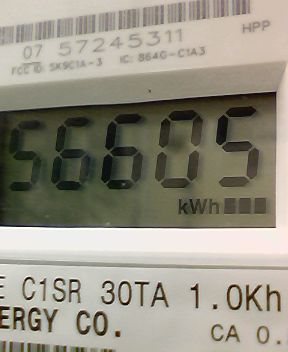 07 57245311
HPP
FCC ID: SK9C1A-3 IC: 864G-C1A3
56605
kWh
E C1SR 30TA 1.0Kh
ERGY CO.
CA 0.